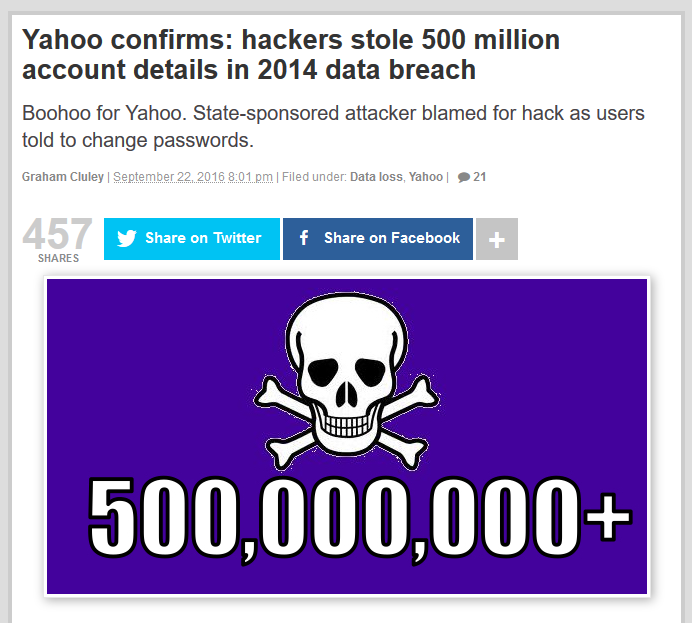 Yahoo confirms: hackers stole 500 million
account details in 2014 data breach
Boohoo for Yahoo. State-sponsored attacker blamed for hack as users
told to change passwords.
Graham Cluley | September 22, 2016 8:01 pm | Filed under: Data loss, Yahoo | 21
457
SHARES
Share on Twitter
Share on Facebook
+
500,000,000+